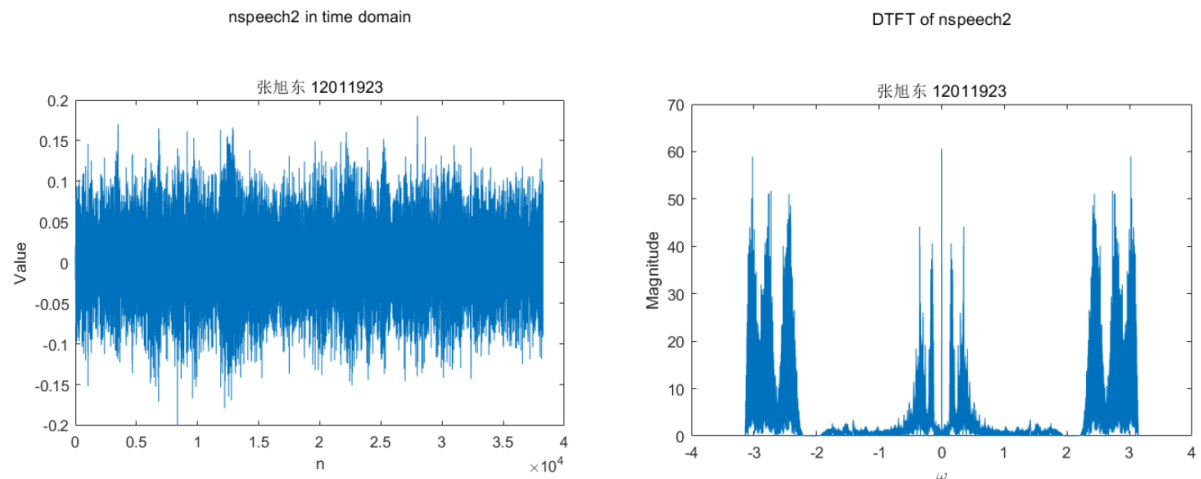 nspeech2 in time domain
张旭东 12011923
0.2
0.15
0.1
0.05
0
-0.05
-0.1
-0.15
-0.2
Value
0 0.5 1 1.5 2 2.5 3 3.5 4
n
×10⁴
DTFT of nspeech2
张旭东 12011923
70
60
50
40
30
20
10
0
Magnitude
-4 -3 -2 -1 0 1 2 3 4
ω